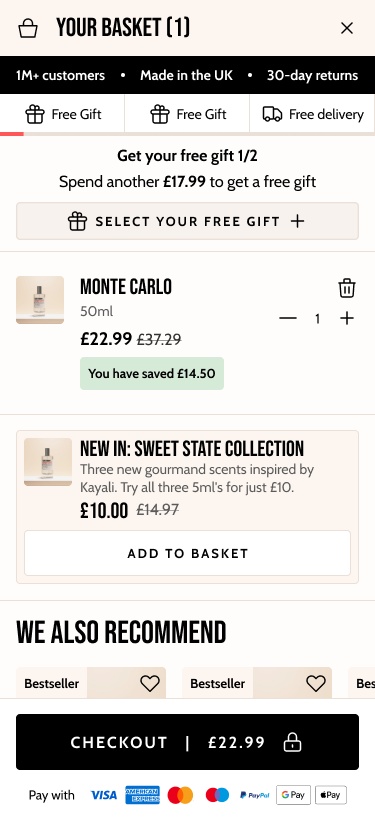 YOUR BASKET (1)
1M+ customers • Made in the UK • 30-day returns
Free Gift
Free Gift
Free delivery
Get your free gift 1/2
Spend another £17.99 to get a free gift
SELECT YOUR FREE GIFT +
MONTE CARLO
50ml
1
£22.99 £37.29
You have saved £14.50
NEW IN: SWEET STATE COLLECTION
Three new gourmand scents inspired by
Kayali. Try all three 5ml's for just £10.
£10.00 £14.97
ADD TO BASKET
WE ALSO RECOMMEND
Bestseller
Bestseller
Bes
CHECKOUT | £22.99
Pay with VISA AMERICAN EXPRESS PayPal G Pay Pay